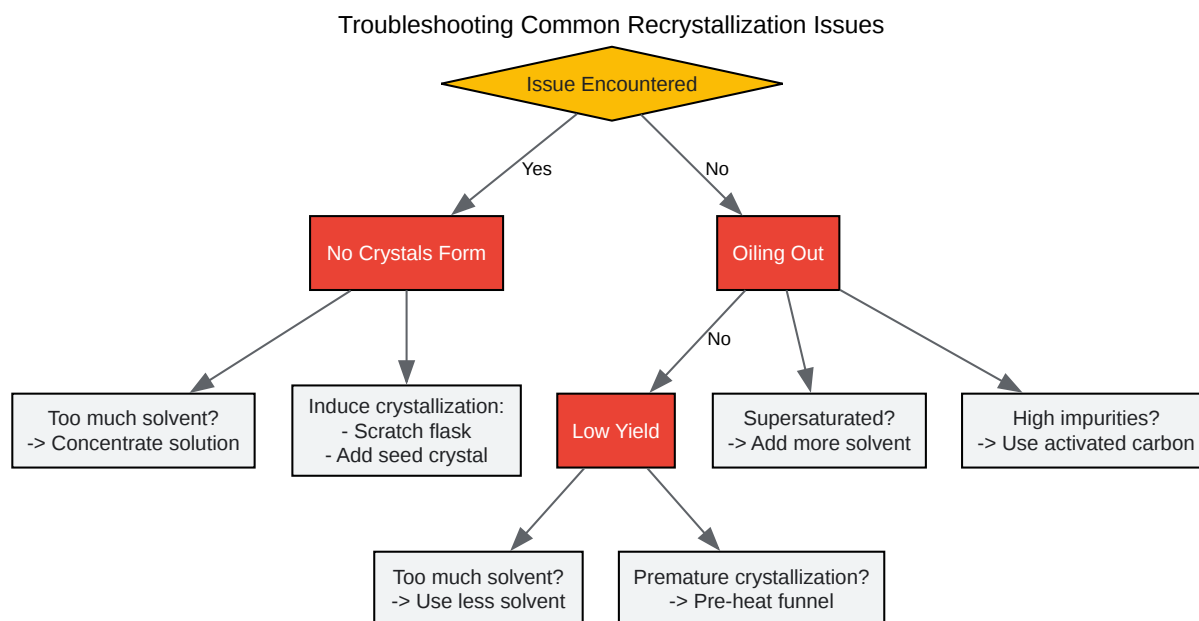 Troubleshooting Common Recrystallization Issues
Issue Encountered
Yes
No
No Crystals Form
Oiling Out
No
Too much solvent?
-> Concentrate solution
Induce crystallization:
- Scratch flask
- Add seed crystal
Low Yield
Supersaturated?
-> Add more solvent
High impurities?
-> Use activated carbon
Too much solvent?
-> Use less solvent
Premature crystallization?
-> Pre-heat funnel